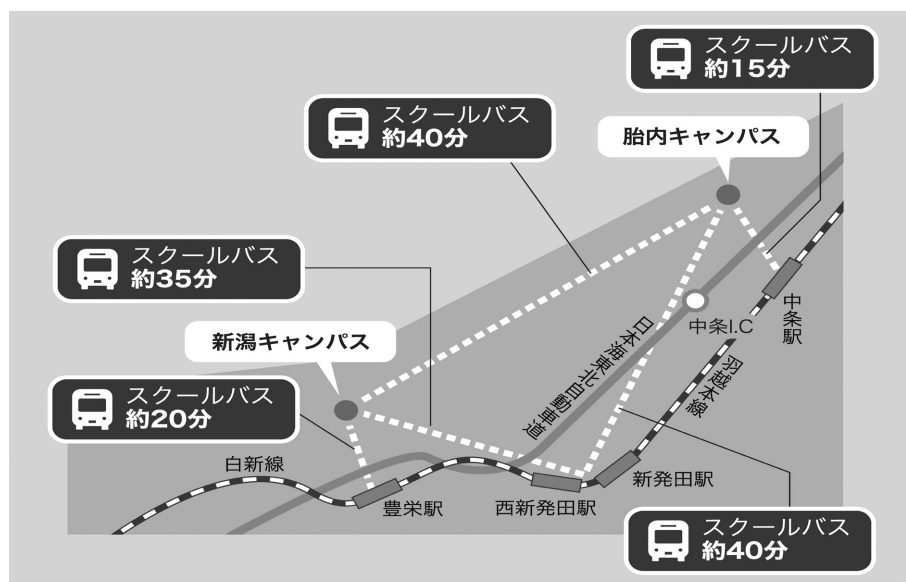 スクールバス
約15分
スクールバス
約40分
胎内キャンパス
スクールバス
約35分
中条駅
中条I.C
新潟キャンパス
日本海東北自動車道
羽越本線
スクールバス
約20分
白新線
新発田駅
豊栄駅
西新発田駅
スクールバス
約40分